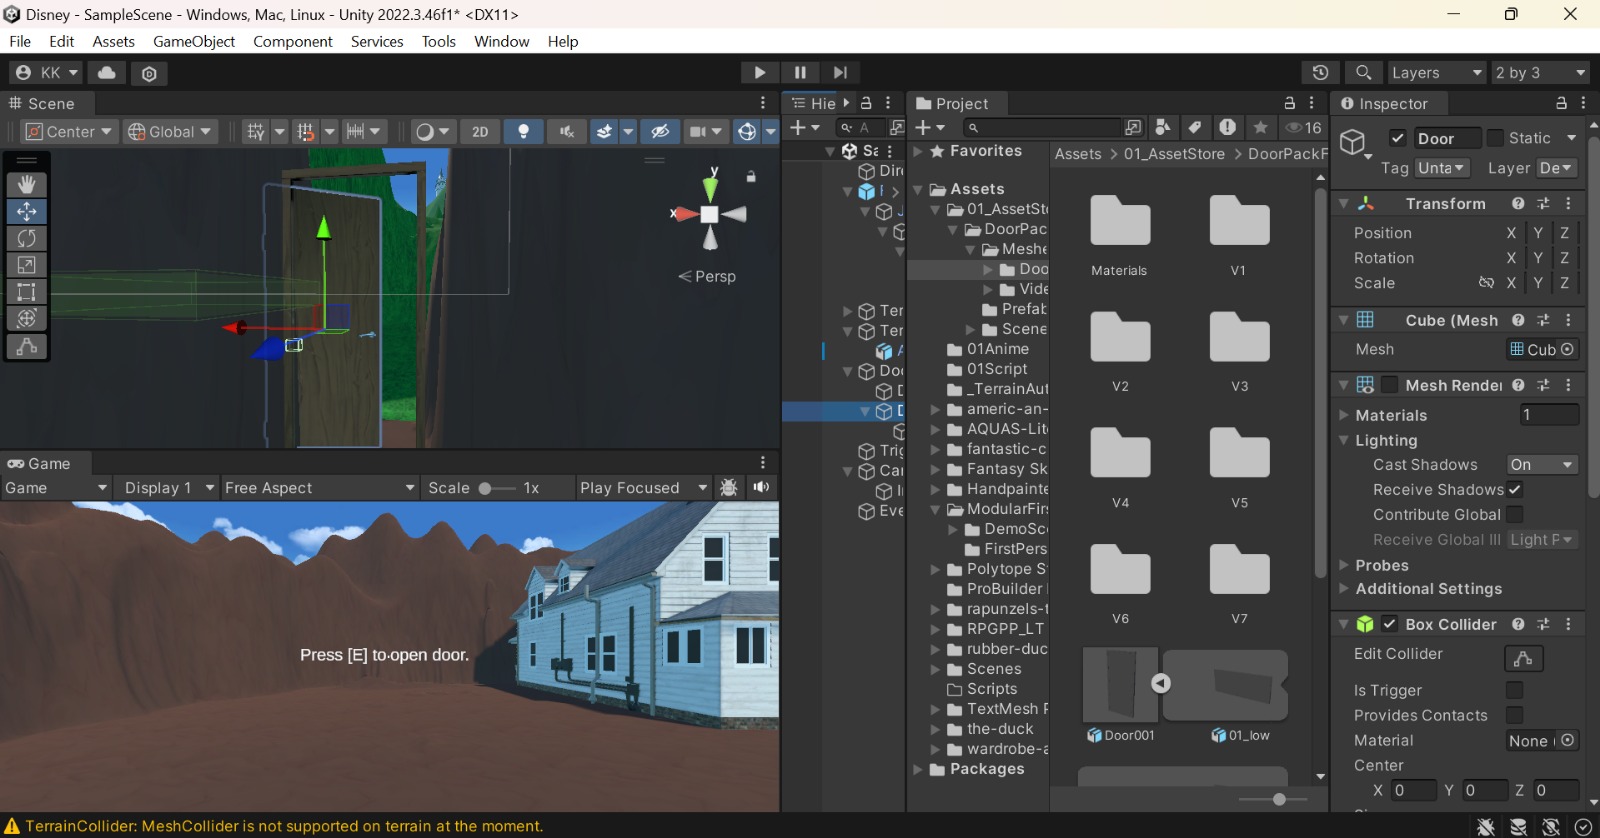 Disney - SampleScene - Windows, Mac, Linux - Unity 2022.3.46f1* <DX11>
File Edit Assets GameObject Component Services Tools Window Help
KK
Layers
2 by 3
Scene
Center
Global
2D
y
x
Persp
Game
Game
Display 1
Free Aspect
Scale
1x
Play Focused
Press [E] to open door.
Hie
A
Sa
Dire
Ter
Ter
A
Doo
D
D
Trig
Car
I
Eve
Project
16
Favorites
Assets
01_AssetSto
DoorPac
Meshe
Doo
Vide
Prefab
Scene
01Anime
01Script
_TerrainAut
americ-an-
AQUAS-Lite
fantastic-c
Fantasy Sk
Handpainte
ModularFirs
DemoSce
FirstPers
Polytope S
ProBuilder
rapunzels-t
RPGPP_LT
rubber-duc
Scenes
Scripts
TextMesh P
the-duck
wardrobe-a
Packages
Assets > 01_AssetStore > DoorPackF
Materials
V1
V2
V3
V4
V5
V6
V7
Door001
01_low
Inspector
Door
Static
Tag Unta
Layer De
Transform
Position X Y Z
Rotation X Y Z
Scale X Y Z
Cube (Mesh
Mesh Cub
Mesh Render
Materials 1
Lighting
Cast Shadows On
Receive Shadows
Contribute Global
Receive Global Ill Light P
Probes
Additional Settings
Box Collider
Edit Collider
Is Trigger
Provides Contacts
Material None
Center
X 0 Y 0 Z 0
TerrainCollider: MeshCollider is not supported on terrain at the moment.